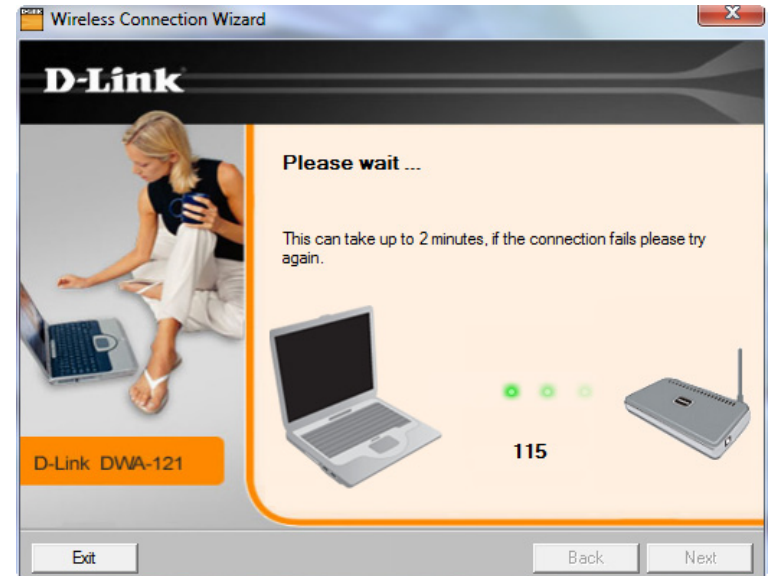 Wireless Connection Wizard
D-Link
Please wait ...
This can take up to 2 minutes, if the connection fails please try
again.
115
D-Link DWA-121
Exit
Back
Next